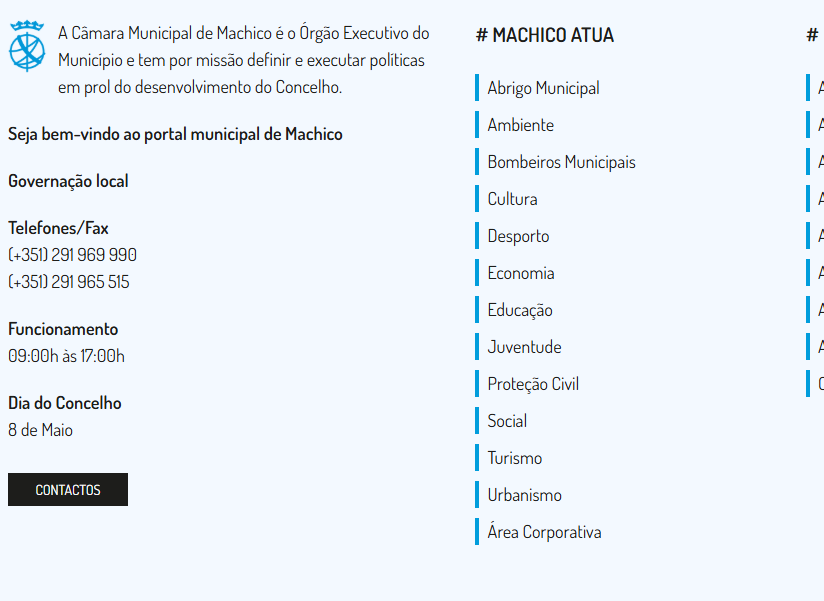 A Câmara Municipal de Machico é o Órgão Executivo do
Município e tem por missão definir e executar políticas
em prol do desenvolvimento do Concelho.
Seja bem-vindo ao portal municipal de Machico
Governação local
Telefones/Fax
(+351) 291 969 990
(+351) 291 965 515
Funcionamento
09:00h às 17:00h
Dia do Concelho
8 de Maio
CONTACTOS
# MACHICO ATUA
Abrigo Municipal
Ambiente
Bombeiros Municipais
Cultura
Desporto
Economia
Educação
Juventude
Proteção Civil
Social
Turismo
Urbanismo
Área Corporativa
#